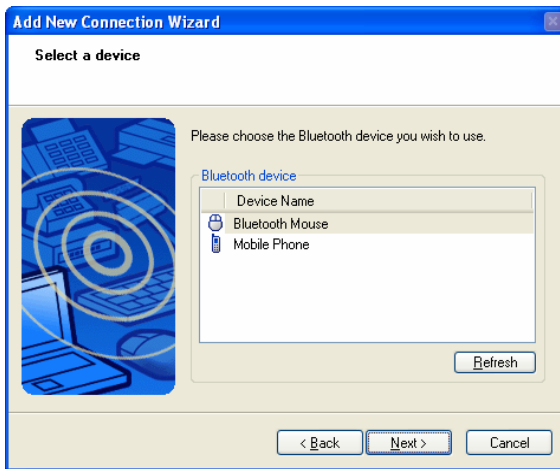 Add New Connection Wizard
Select a device
Please choose the Bluetooth device you wish to use.
Bluetooth device
Device Name
Bluetooth Mouse
Mobile Phone
Refresh
< Back Next > Cancel